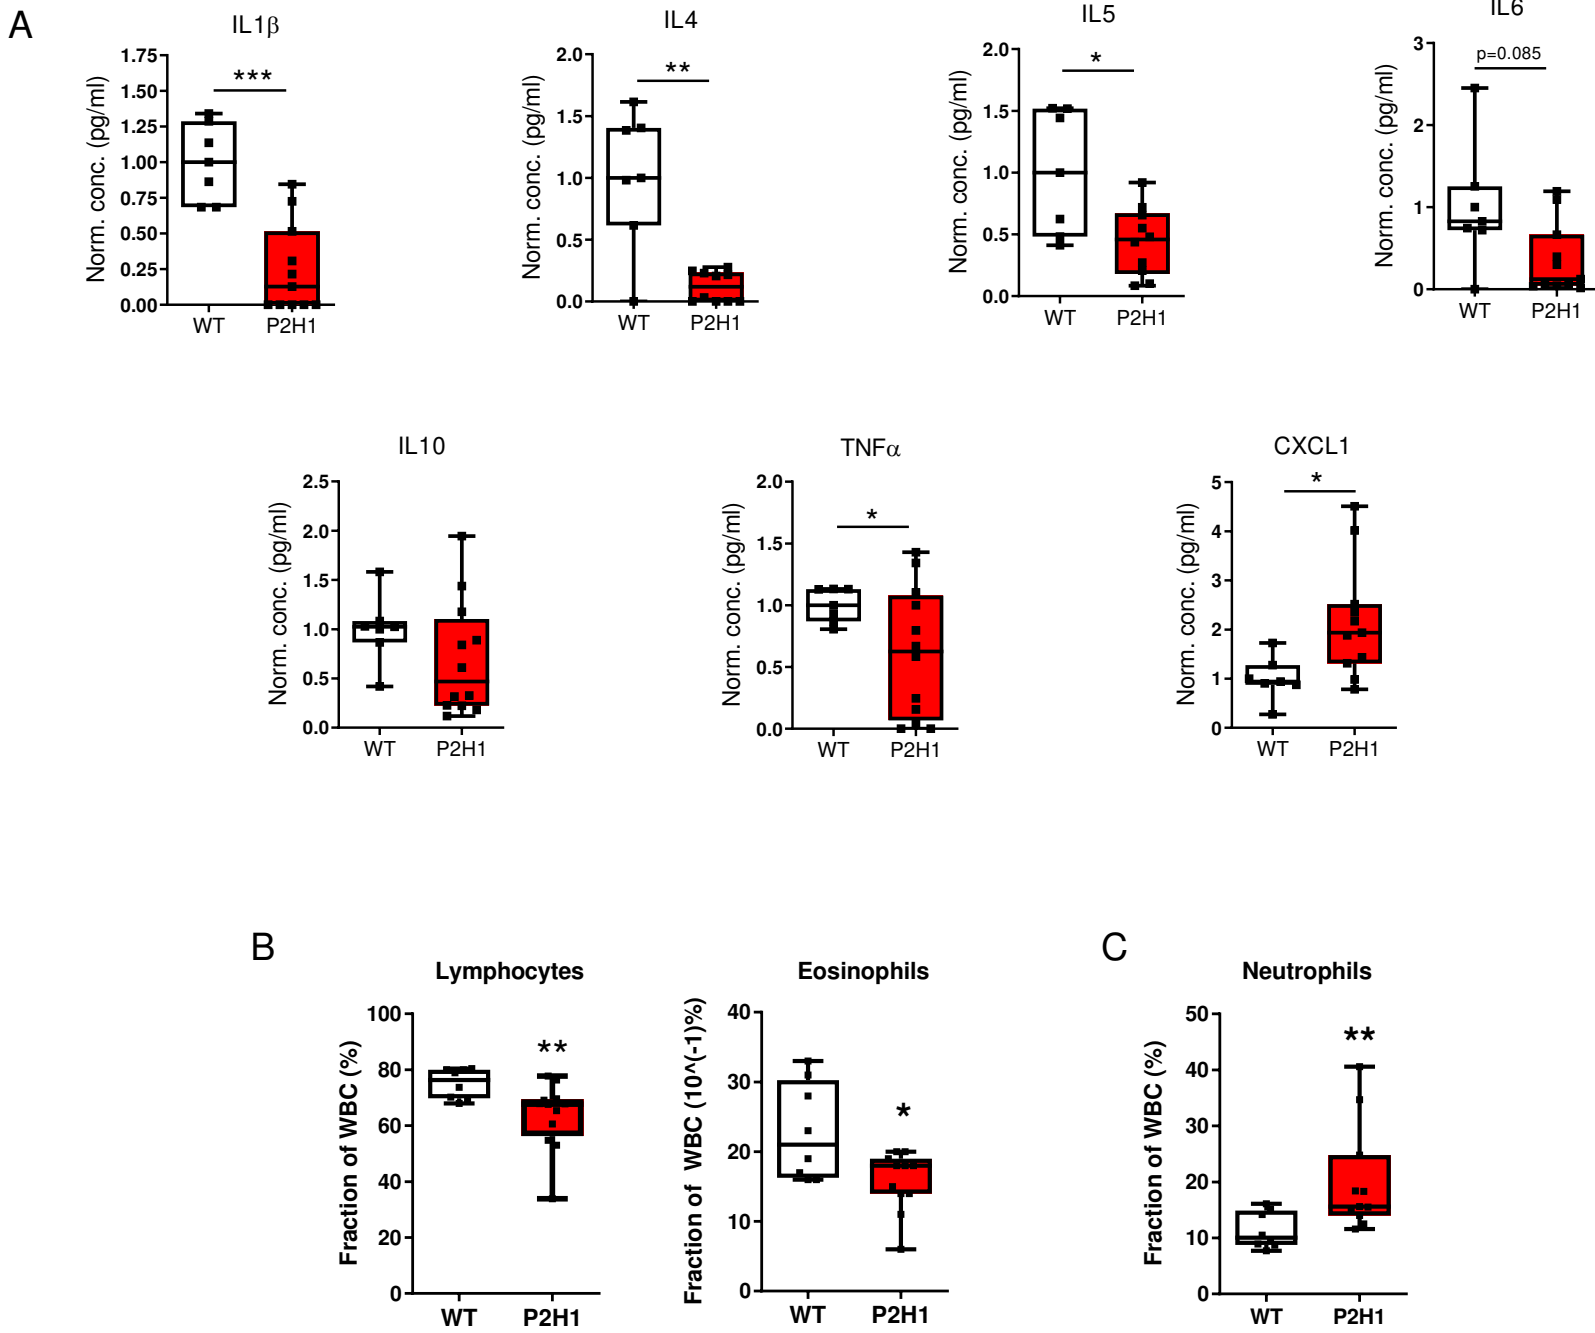 A
IL1β
IL4
IL5
IL6
Norm. conc. (pg/ml)
1.75
1.50
1.25
1.00
0.75
0.50
0.25
0.00
***
WT
P2H1
Norm. conc. (pg/ml)
2.0
1.5
1.0
0.5
0.0
**
WT
P2H1
Norm. conc. (pg/ml)
2.0
1.5
1.0
0.5
0.0
*
WT
P2H1
Norm. conc. (pg/ml)
3
2
1
0
p=0.085
WT
P2H1
IL10
TNFα
CXCL1
Norm. conc. (pg/ml)
2.5
2.0
1.5
1.0
0.5
0.0
WT
P2H1
Norm. conc. (pg/ml)
2.0
1.5
1.0
0.5
0.0
*
WT
P2H1
Norm. conc. (pg/ml)
5
4
3
2
1
0
*
WT
P2H1
B
Lymphocytes
Fraction of WBC (%)
100
80
60
40
20
0
**
WT
P2H1
Eosinophils
Fraction of WBC (10^(-1)%)
40
30
20
10
0
*
WT
P2H1
C
Neutrophils
Fraction of WBC (%)
50
40
30
20
10
0
**
WT
P2H1